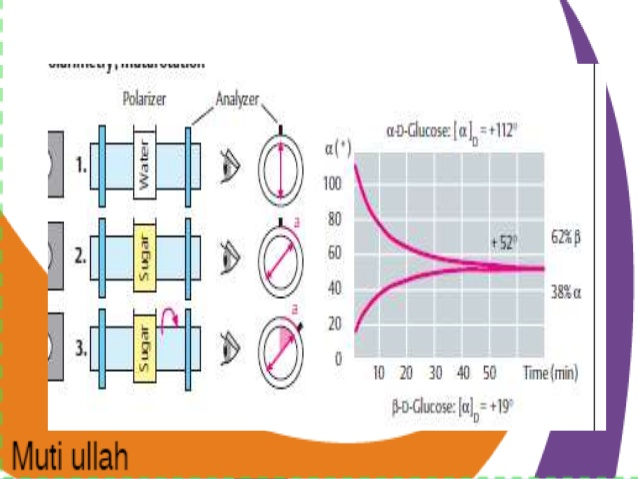 Polarizer Analyzer
1. Water
2. Sugar
3. Sugar
a
a
α-D-Glucose: [α]D = +112°
α(°)
100
80
60
40
20
0
+ 52°
62% β
38% α
10 20 30 40 50 Time (min)
β-D-Glucose: [α]D = +19°
Muti ullah